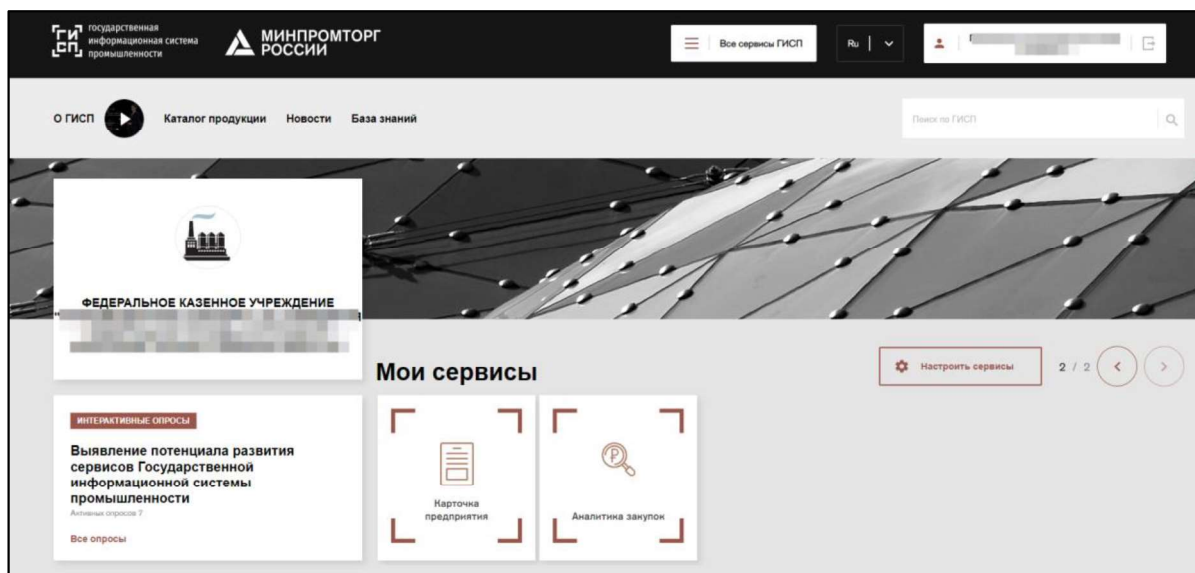 государственная
информационная система
промышленности
ГИСП
МИНПРОМТОРГ
РОССИИ
Все сервисы ГИСП
Ru
О ГИСП
Каталог продукции
Новости
База знаний
Поиск по ГИСП
ФЕДЕРАЛЬНОЕ КАЗЕННОЕ УЧРЕЖДЕНИЕ
Мои сервисы
Настроить сервисы
2 / 2
ИНТЕРАКТИВНЫЕ ОПРОСЫ
Выявление потенциала развития
сервисов Государственной
информационной системы
промышленности
Активных опросов 7
Все опросы
Карточка
предприятия
Аналитика закупок